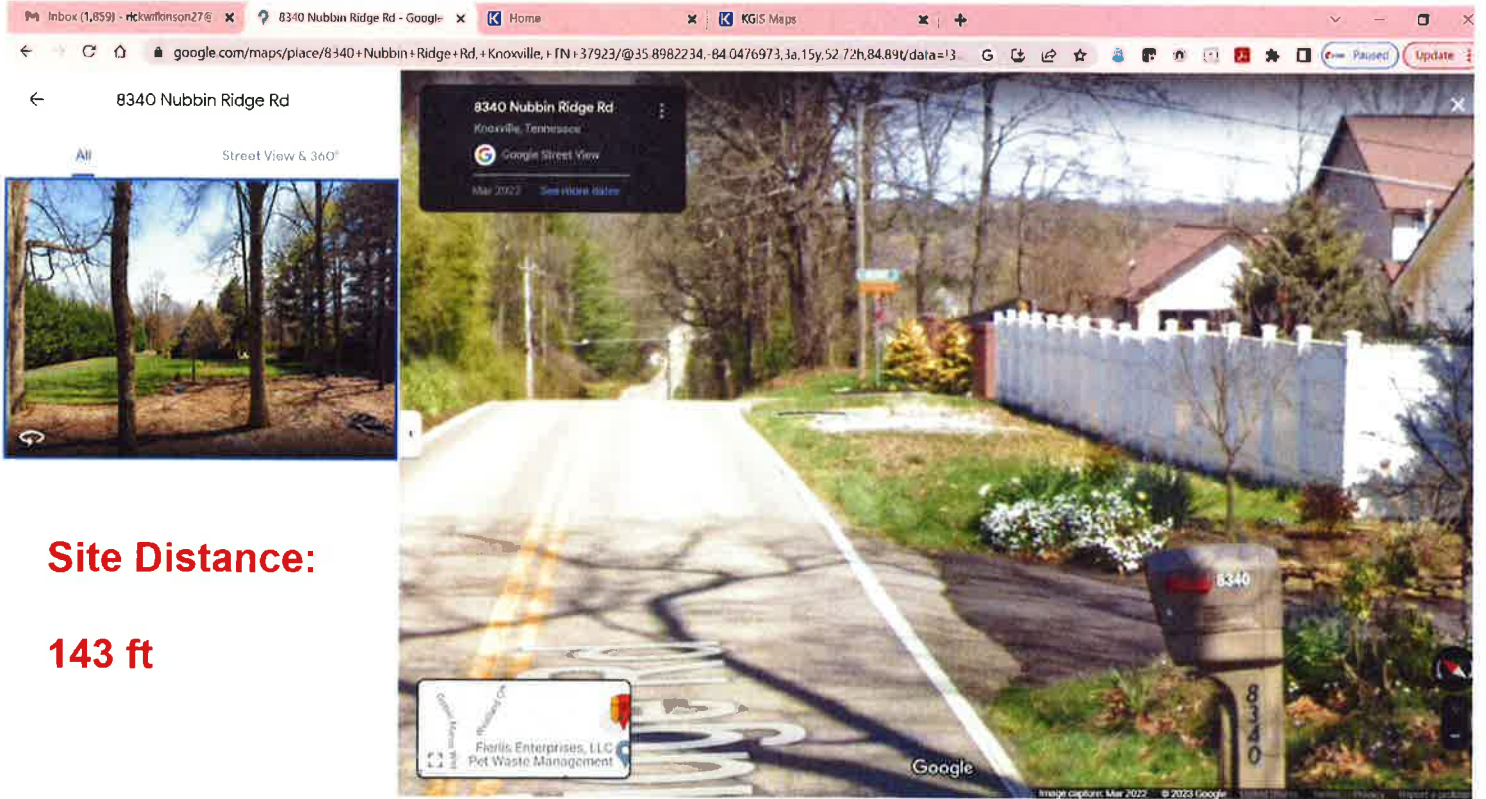 Inbox (1,859) - rickwilkinson27@
8340 Nubbin Ridge Rd - Google
Home
KGIS Maps
google.com/maps/place/8340+Nubbin+Ridge+Rd,+Knoxville,+TN+37923/@35.8982234,-84.0476973,3a,15y,52.72h,84.89t/data=!3
Paused
Update
8340 Nubbin Ridge Rd
All
Street View & 360°
8340 Nubbin Ridge Rd
Knoxville, Tennessee
Google Street View
Mar 2022 See more dates
8340
8340
Site Distance:
143 ft
Fierlis Enterprises, LLC
Pet Waste Management
Google
Image capture: Mar 2022 © 2023 Google